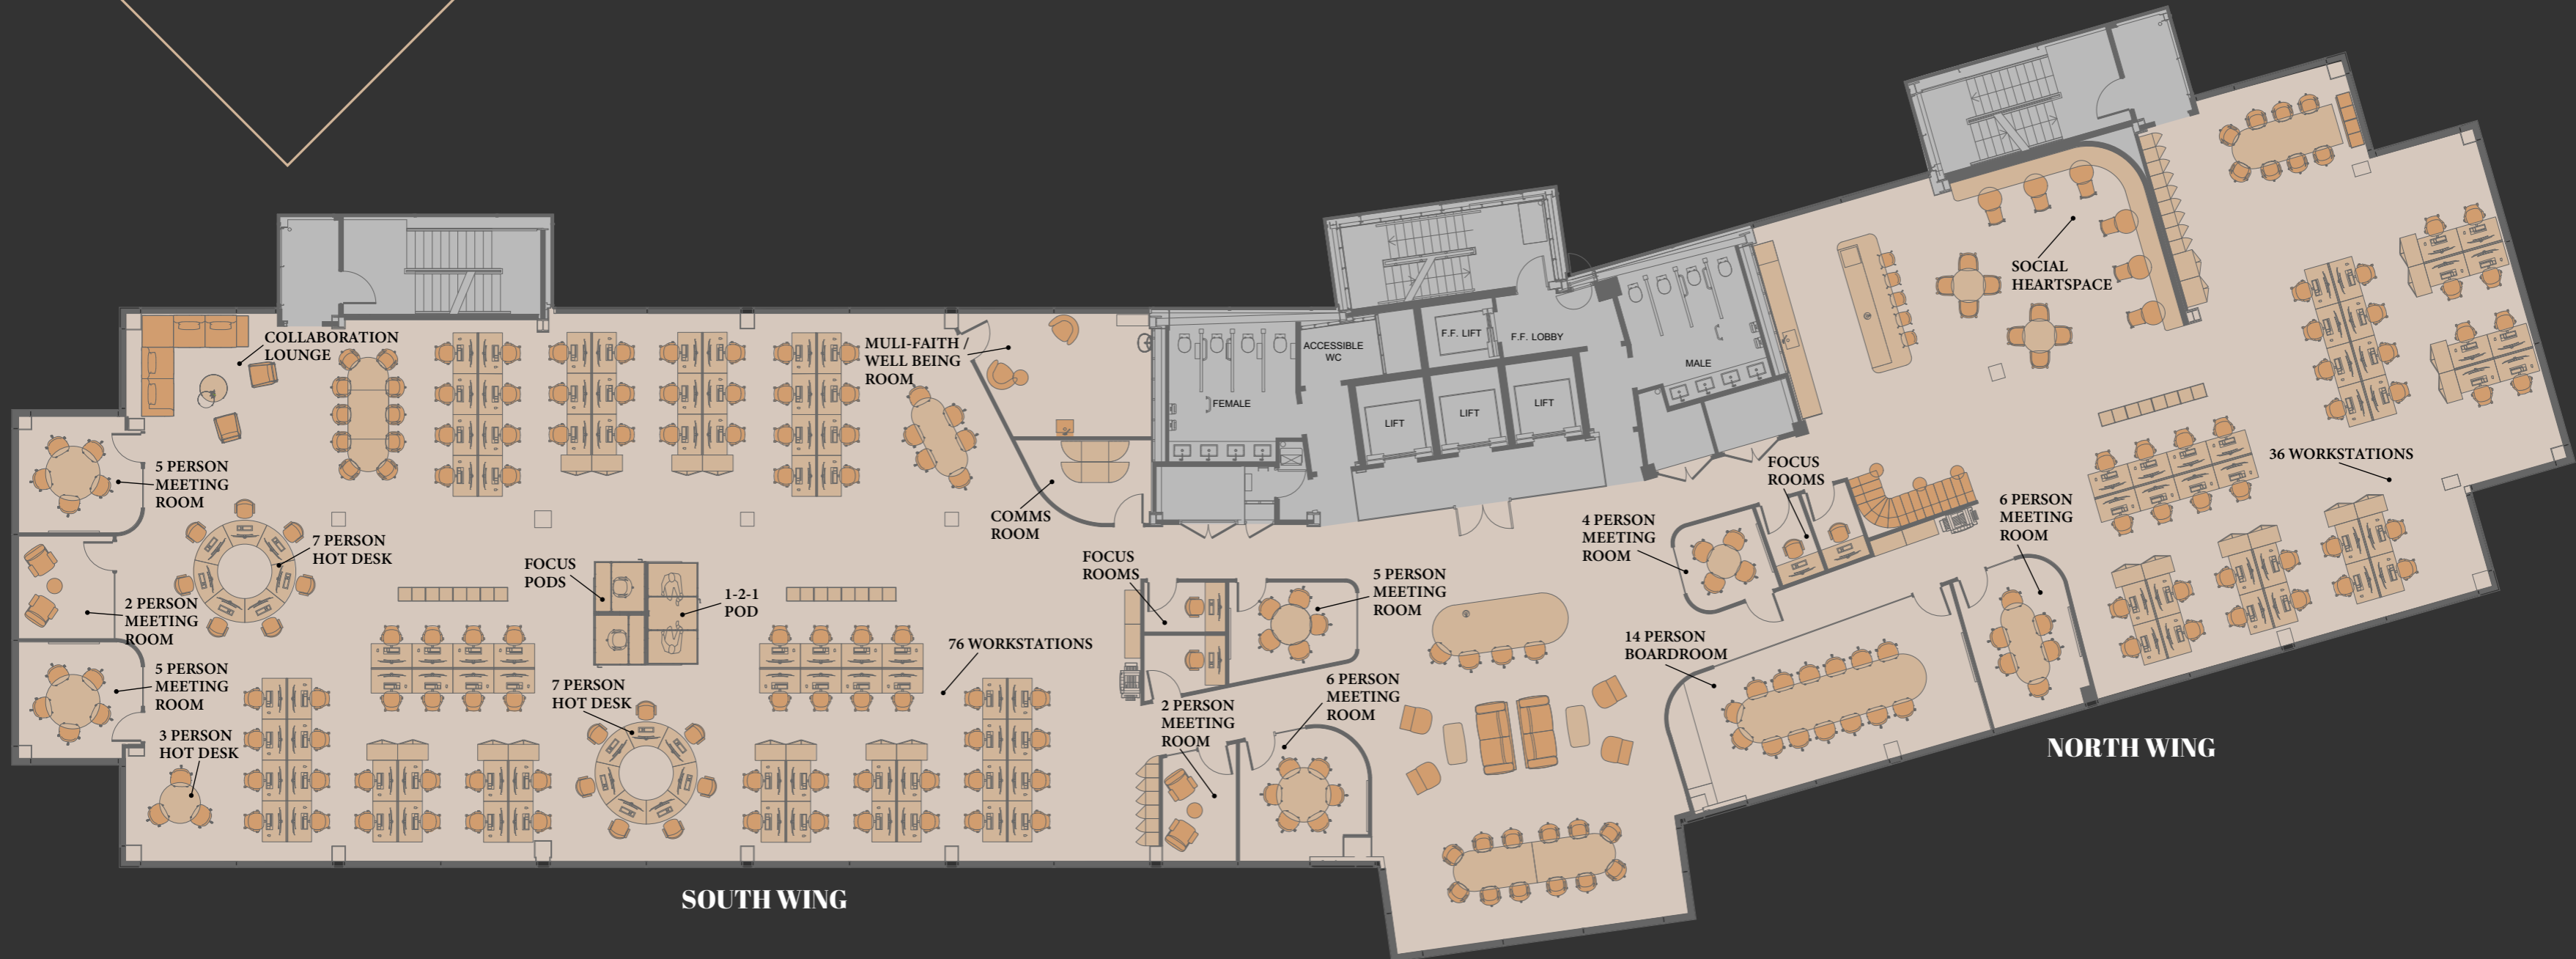 COLLABORATION
LOUNGE
MULI-FAITH /
WELL BEING
ROOM
FEMALE
ACCESSIBLE
WC
F.F. LIFT
F.F. LOBBY
LIFT
LIFT
LIFT
MALE
SOCIAL
HEARTSPACE
5 PERSON
MEETING
ROOM
7 PERSON
HOT DESK
2 PERSON
MEETING
ROOM
5 PERSON
MEETING
ROOM
3 PERSON
HOT DESK
FOCUS
PODS
1-2-1
POD
7 PERSON
HOT DESK
76 WORKSTATIONS
COMMS
ROOM
FOCUS
ROOMS
5 PERSON
MEETING
ROOM
2 PERSON
MEETING
ROOM
6 PERSON
MEETING
ROOM
4 PERSON
MEETING
ROOM
FOCUS
ROOMS
14 PERSON
BOARDROOM
6 PERSON
MEETING
ROOM
36 WORKSTATIONS
NORTH WING
SOUTH WING